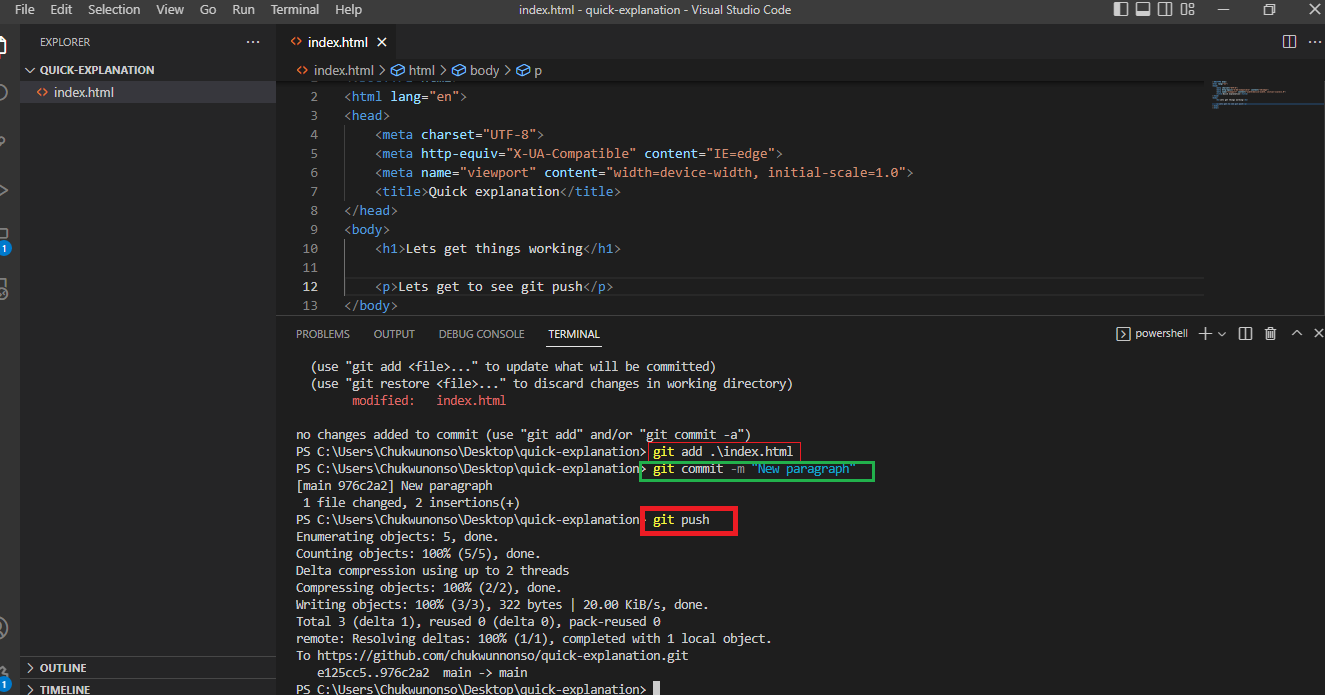 File Edit Selection View Go Run Terminal Help index.html - quick-explanation - Visual Studio Code
EXPLORER
QUICK-EXPLANATION
<> index.html
1
OUTLINE
TIMELINE
1
<> index.html
<> index.html > html > body > p
2 <html lang="en">
3 <head>
4 <meta charset="UTF-8">
5 <meta http-equiv="X-UA-Compatible" content="IE=edge">
6 <meta name="viewport" content="width=device-width, initial-scale=1.0">
7 <title>Quick explanation</title>
8 </head>
9 <body>
10 <h1>Lets get things working</h1>
11
12 <p>Lets get to see git push</p>
13 </body>
PROBLEMS OUTPUT DEBUG CONSOLE TERMINAL powershell
(use "git add <file>..." to update what will be committed)
(use "git restore <file>..." to discard changes in working directory)
modified: index.html
no changes added to commit (use "git add" and/or "git commit -a")
PS C:\Users\Chukwunonso\Desktop\quick-explanation> git add .\index.html
PS C:\Users\Chukwunonso\Desktop\quick-explanation> git commit -m "New paragraph"
[main 976c2a2] New paragraph
1 file changed, 2 insertions(+)
PS C:\Users\Chukwunonso\Desktop\quick-explanation> git push
Enumerating objects: 5, done.
Counting objects: 100% (5/5), done.
Delta compression using up to 2 threads
Compressing objects: 100% (2/2), done.
Writing objects: 100% (3/3), 322 bytes | 20.00 KiB/s, done.
Total 3 (delta 1), reused 0 (delta 0), pack-reused 0
remote: Resolving deltas: 100% (1/1), completed with 1 local object.
To https://github.com/chukwunnonso/quick-explanation.git
e125cc5..976c2a2 main -> main
PS C:\Users\Chukwunonso\Desktop\quick-explanation>